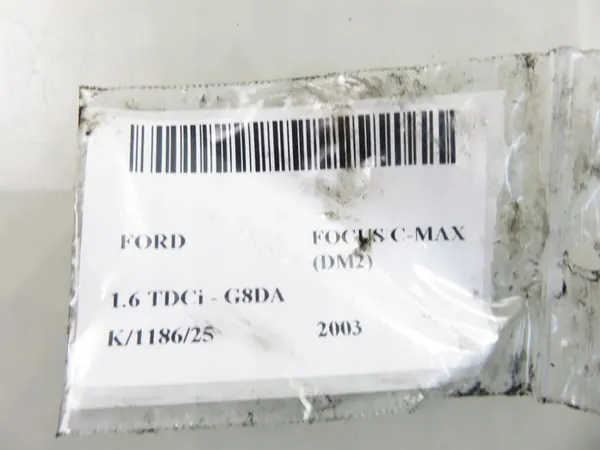 FORD FOCUS C-MAX
(DM2)
1.6 TDCi - G8DA
K/1186/25 2003